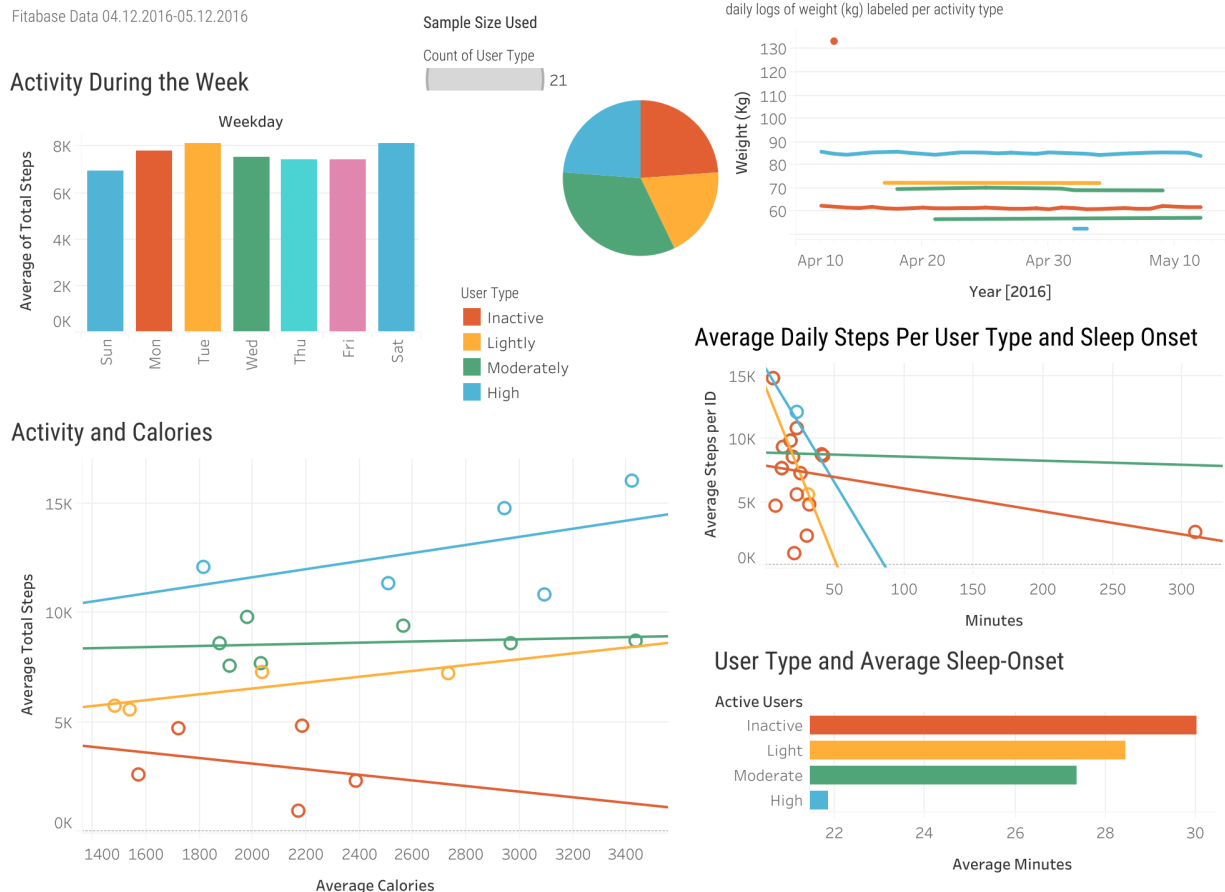 Fitabase Data 04.12.2016-05.12.2016
Activity During the Week
Weekday
Average of Total Steps
8K
6K
4K
2K
0K
Sun Mon Tue Wed Thu Fri Sat
Sample Size Used
Count of User Type
21
User Type
Inactive
Lightly
Moderately
High
daily logs of weight (kg) labeled per activity type
Weight (Kg)
130
120
110
100
90
80
70
60
Apr 10 Apr 20 Apr 30 May 10
Year [2016]
Average Daily Steps Per User Type and Sleep Onset
Average Steps per ID
15K
10K
5K
0K
50 100 150 200 250 300
Minutes
Activity and Calories
Average Total Steps
15K
10K
5K
0K
1400 1600 1800 2000 2200 2400 2600 2800 3000 3200 3400
Average Calories
User Type and Average Sleep-Onset
Active Users
Inactive
Light
Moderate
High
22 24 26 28 30
Average Minutes